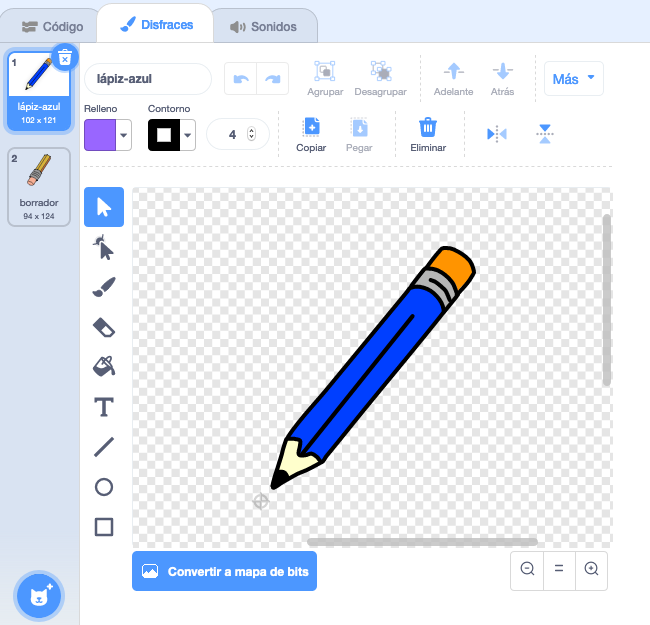 Código
Disfraces
Sonidos
1
lápiz-azul
102 x 121
2
borrador
94 x 124
lápiz-azul
Agrupar
Desagrupar
Adelante
Atrás
Más
Relleno
Contorno
4
Copiar
Pegar
Eliminar
T
Convertir a mapa de bits